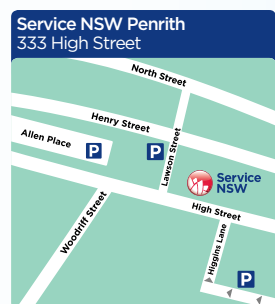 Service NSW Penrith
333 High Street
North Street
Henry Street
Allen Place
P
P
Lawson Street
Service
NSW
High Street
Woodriff Street
Higgins Lane
P